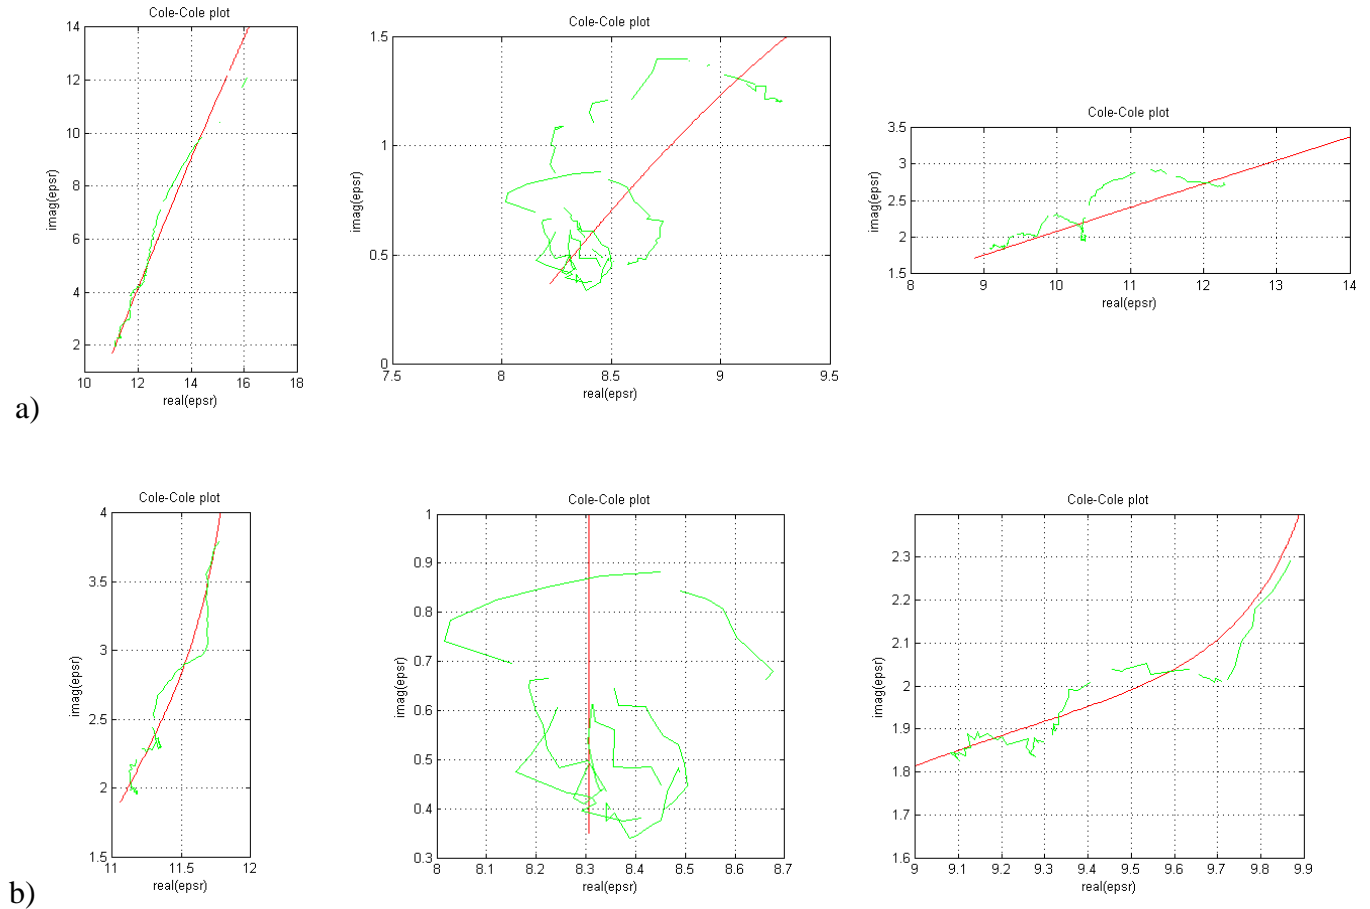 Cole-Cole plot
14
12
10
8
6
4
2
imag(epsr)
10 12 14 16 18
real(epsr)
Cole-Cole plot
1.5
1
0.5
0
imag(epsr)
7.5 8 8.5 9 9.5
real(epsr)
Cole-Cole plot
3.5
3
2.5
2
1.5
imag(epsr)
8 9 10 11 12 13 14
real(epsr)
a)
Cole-Cole plot
4
3.5
3
2.5
2
1.5
imag(epsr)
11 11.5 12
real(epsr)
Cole-Cole plot
1
0.9
0.8
0.7
0.6
0.5
0.4
0.3
imag(epsr)
8 8.1 8.2 8.3 8.4 8.5 8.6 8.7
real(epsr)
Cole-Cole plot
2.3
2.2
2.1
2
1.9
1.8
1.7
1.6
imag(epsr)
9 9.1 9.2 9.3 9.4 9.5 9.6 9.7 9.8 9.9
real(epsr)
b)